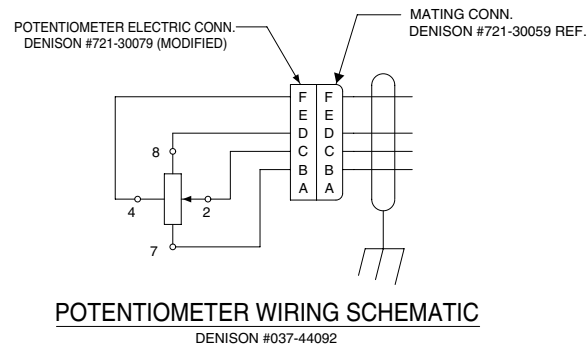 POTENTIOMETER ELECTRIC CONN.
DENISON #721-30079 (MODIFIED)
MATING CONN.
DENISON #721-30059 REF.
F F
E E
D D
C C
B B
A A
8
4
2
7
POTENTIOMETER WIRING SCHEMATIC
DENISON #037-44092